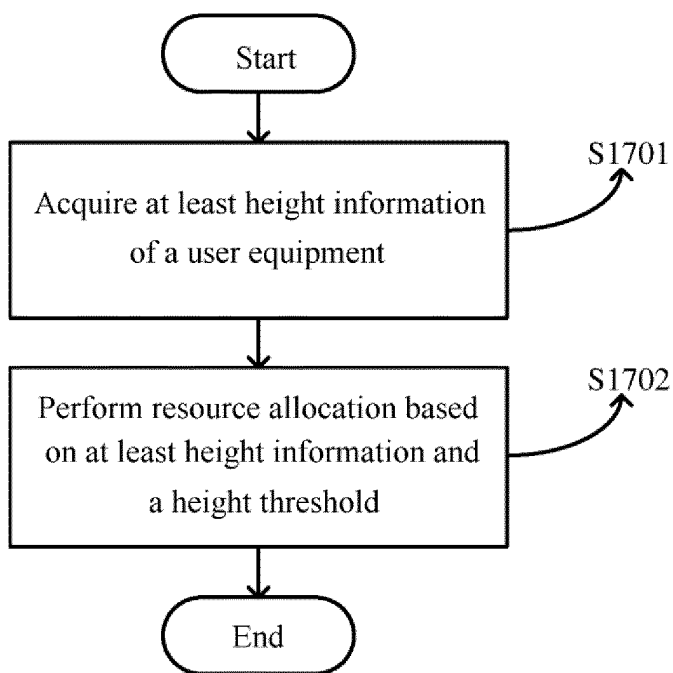 Start
Acquire at least height information
of a user equipment
S1701
Perform resource allocation based
on at least height information and
a height threshold
S1702
End